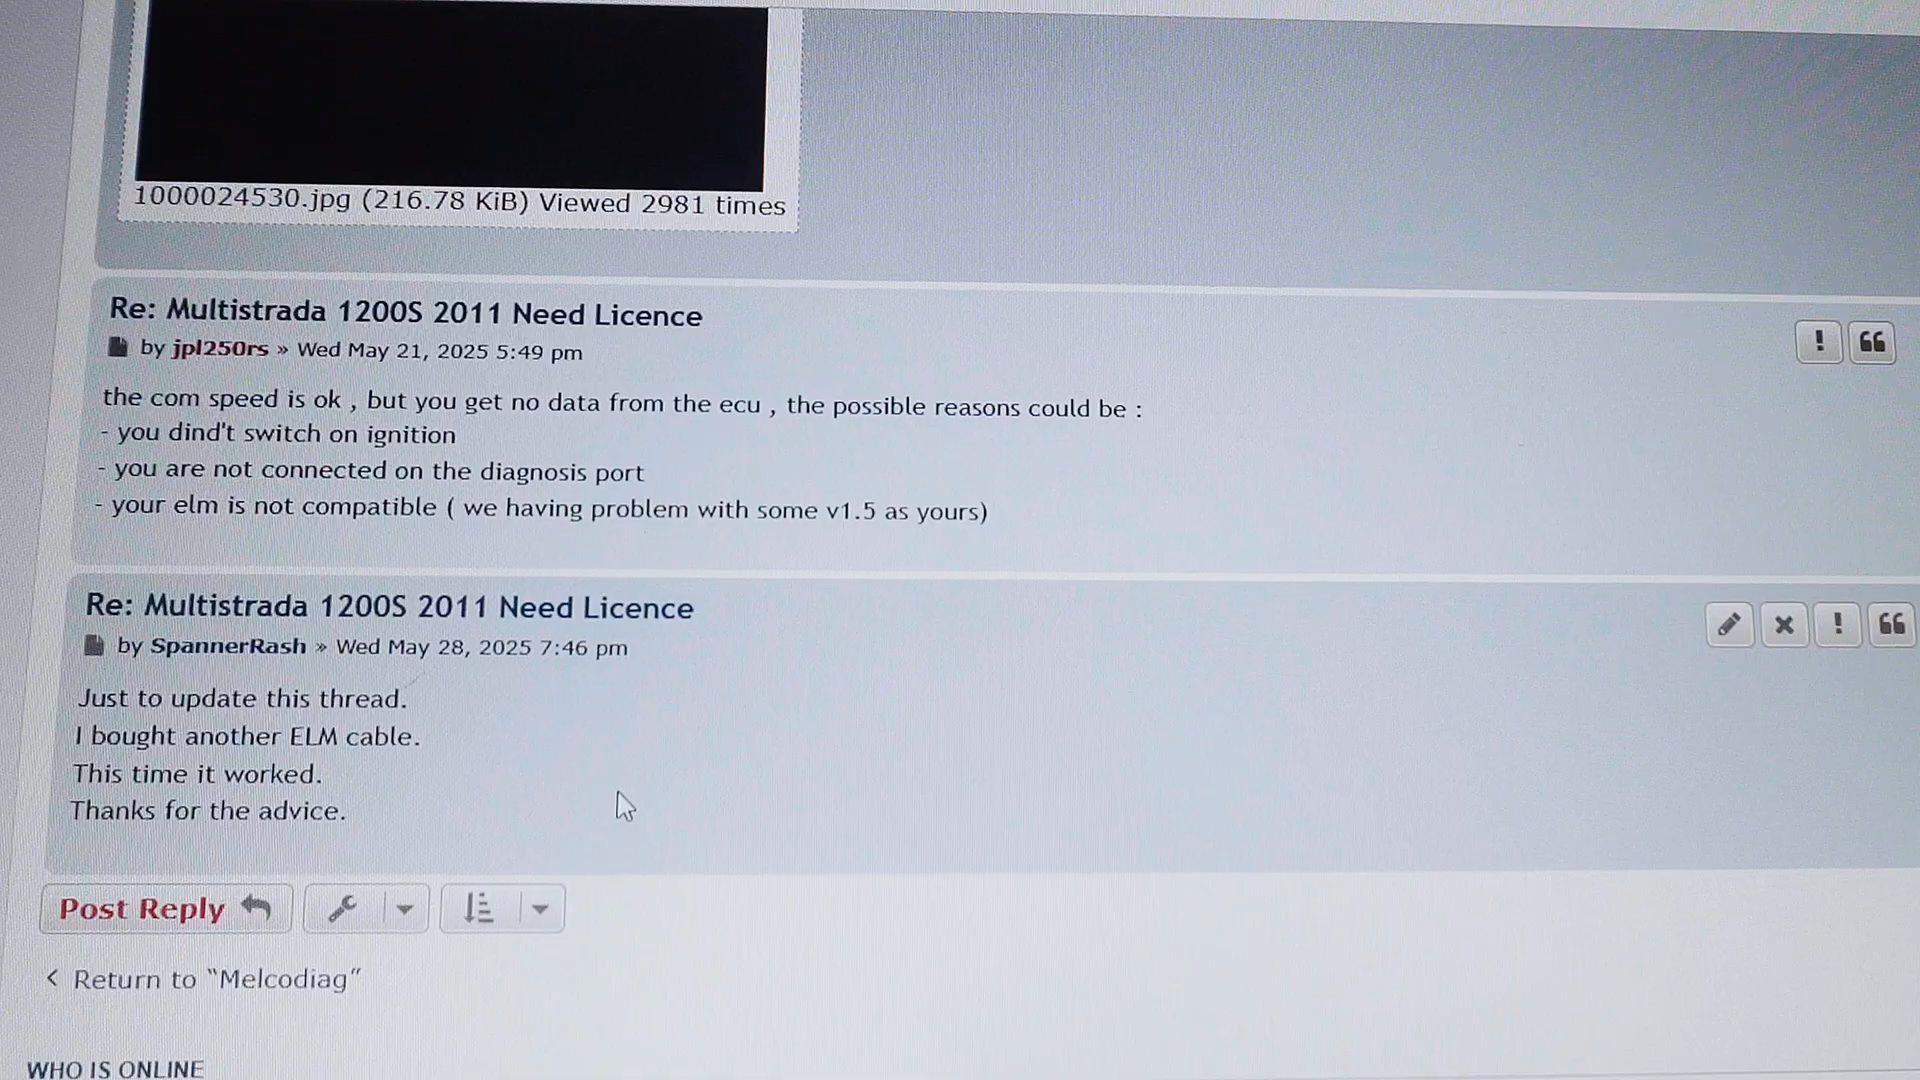 1000024530.jpg (216.78 KiB) Viewed 2981 times
Re: Multistrada 1200S 2011 Need Licence
by jpl250rs » Wed May 21, 2025 5:49 pm
the com speed is ok , but you get no data from the ecu , the possible reasons could be :
- you dind't switch on ignition
- you are not connected on the diagnosis port
- your elm is not compatible ( we having problem with some v1.5 as yours)
Re: Multistrada 1200S 2011 Need Licence
by SpannerRash » Wed May 28, 2025 7:46 pm
Just to update this thread.
I bought another ELM cable.
This time it worked.
Thanks for the advice.
Post Reply
< Return to “Melcodiag”
WHO IS ONLINE